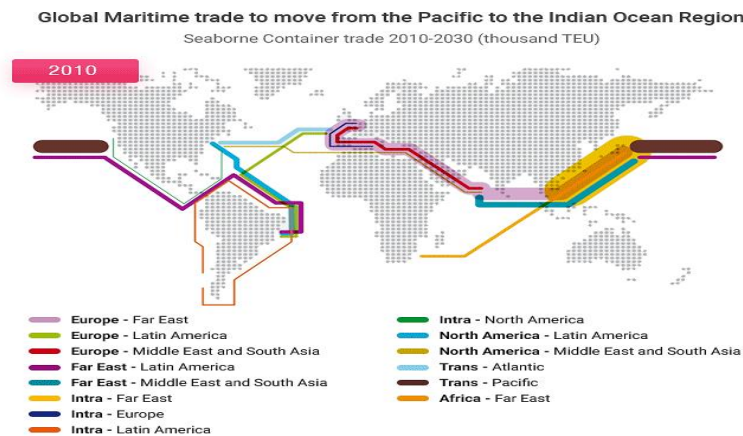 Global Maritime trade to move from the Pacific to the Indian Ocean Region
Seaborne Container trade 2010-2030 (thousand TEU)
2010
Europe - Far East
Europe - Latin America
Europe - Middle East and South Asia
Far East - Latin America
Far East - Middle East and South Asia
Intra - Far East
Intra - Europe
Intra - Latin America
Intra - North America
North America - Latin America
North America - Middle East and South Asia
Trans - Atlantic
Trans - Pacific
Africa - Far East